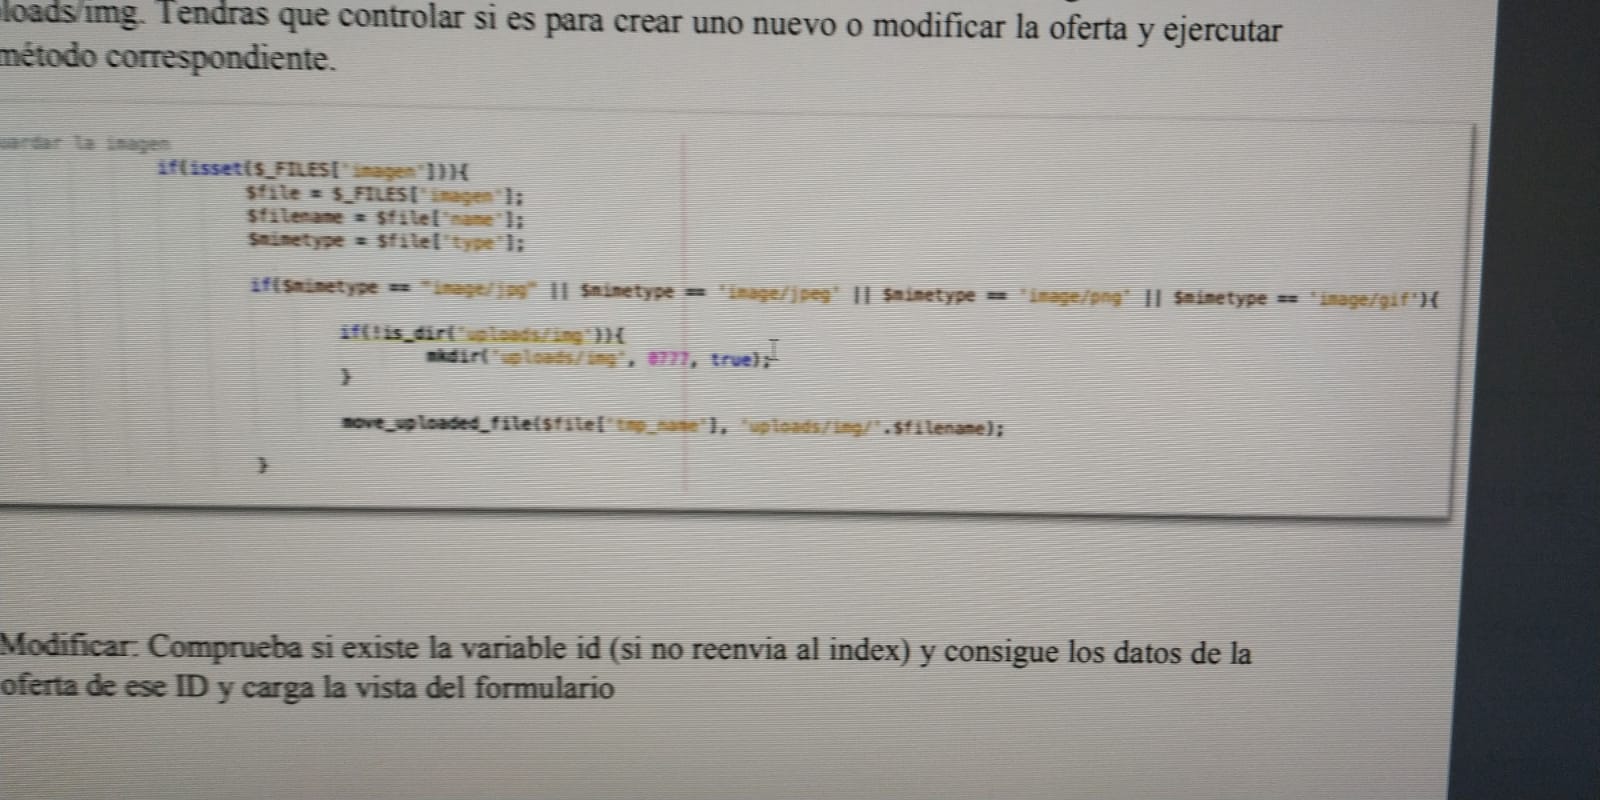 loads/img. Tendras que controlar si es para crear uno nuevo o modificar la oferta y ejercutar
método correspondiente.
uardar la imagen
if(isset($_FILES['imagen'])){
$file = $_FILES['imagen'];
$filename = $file['name'];
$mimetype = $file['type'];
if($mimetype == "image/jpg" || $mimetype == 'image/jpeg' || $mimetype == 'image/png' || $mimetype == 'image/gif'){
if(!is_dir('uploads/img')){
mkdir('uploads/img', 0777, true);
}
move_uploaded_file($file['tmp_name'], 'uploads/img/'.$filename);
}
Modificar: Comprueba si existe la variable id (si no reenvia al index) y consigue los datos de la
oferta de ese ID y carga la vista del formulario